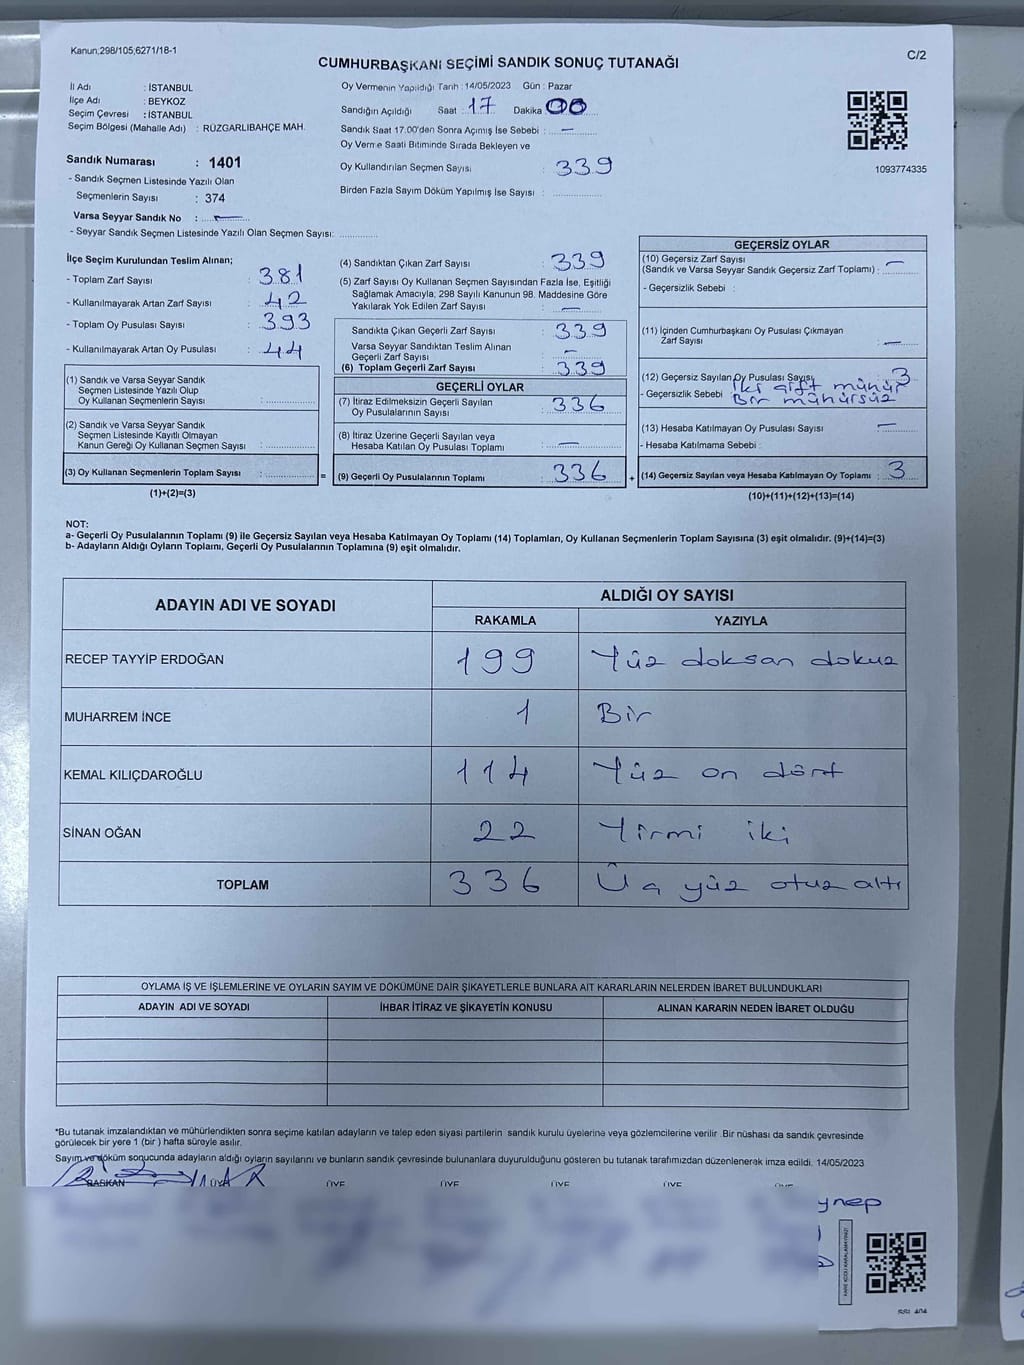 Kanun,298/105,6271/18-1
C/2
CUMHURBAŞKANI SEÇİMİ SANDIK SONUÇ TUTANAĞI
İl Adı : İSTANBUL
İlçe Adı : BEYKOZ
Seçim Çevresi : İSTANBUL
Seçim Bölgesi (Mahalle Adı) : RÜZGARLIBAHÇE MAH.
Sandık Numarası : 1401
- Sandık Seçmen Listesinde Yazılı Olan
Seçmenlerin Sayısı : 374
Varsa Seyyar Sandık No : —
- Seyyar Sandık Seçmen Listesinde Yazılı Olan Seçmen Sayısı:
Oy Vermenin Yapıldığı Tarih : 14/05/2023 Gün : Pazar
Sandığın Açıldığı Saat 17 Dakika 00
Sandık Saat 17.00'den Sonra Açımış İse Sebebi : —
Oy Verme Saati Bitiminde Sırada Bekleyen ve
Oy Kullandırılan Seçmen Sayısı : 339
Birden Fazla Sayım Döküm Yapılmış İse Sayısı :
1093774335
İlçe Seçim Kurulundan Teslim Alınan;
- Toplam Zarf Sayısı : 381
- Kullanılmayarak Artan Zarf Sayısı : 42
- Toplam Oy Pusulası Sayısı : 393
- Kullanılmayarak Artan Oy Pusulası : 44
(1) Sandık ve Varsa Seyyar Sandık
Seçmen Listesinde Yazılı Olup
Oy Kullanan Seçmenlerin Sayısı :
(2) Sandık ve Varsa Seyyar Sandık
Seçmen Listesinde Kayıtlı Olmayan
Kanun Gereği Oy Kullanan Seçmen Sayısı :
(3) Oy Kullanan Seçmenlerin Toplam Sayısı :
(1)+(2)=(3)
=
(4) Sandıktan Çıkan Zarf Sayısı : 339
(5) Zarf Sayısı Oy Kullanan Seçmen Sayısından Fazla İse, Eşitliği
Sağlamak Amacıyla, 298 Sayılı Kanunun 98. Maddesine Göre
Yakılarak Yok Edilen Zarf Sayısı : —
Sandıkta Çıkan Geçerli Zarf Sayısı : 339
Varsa Seyyar Sandıktan Teslim Alınan
Geçerli Zarf Sayısı : —
(6) Toplam Geçerli Zarf Sayısı : 339
GEÇERLİ OYLAR
(7) İtiraz Edilmeksizin Geçerli Sayılan
Oy Pusulalarının Sayısı : 336
(8) İtiraz Üzerine Geçerli Sayılan veya
Hesaba Katılan Oy Pusulası Toplamı : —
(9) Geçerli Oy Pusulalarının Toplamı : 336
+
GEÇERSİZ OYLAR
(10) Geçersiz Zarf Sayısı
(Sandık ve Varsa Seyyar Sandık Geçersiz Zarf Toplamı) : —
- Geçersizlik Sebebi :
(11) İçinden Cumhurbaşkanı Oy Pusulası Çıkmayan
Zarf Sayısı : —
(12) Geçersiz Sayılan Oy Pusulası Sayısı 3
İki çift mühür
- Geçersizlik Sebebi Bir mühürsüz
(13) Hesaba Katılmayan Oy Pusulası Sayısı : —
- Hesaba Katılmama Sebebi :
(14) Geçersiz Sayılan veya Hesaba Katılmayan Oy Toplamı : 3
(10)+(11)+(12)+(13)=(14)
NOT:
a- Geçerli Oy Pusulalarının Toplamı (9) ile Geçersiz Sayılan veya Hesaba Katılmayan Oy Toplamı (14) Toplamları, Oy Kullanan Seçmenlerin Toplam Sayısına (3) eşit olmalıdır. (9)+(14)=(3)
b- Adayların Aldığı Oyların Toplamı, Geçerli Oy Pusulalarının Toplamına (9) eşit olmalıdır.
ADAYIN ADI VE SOYADI
ALDIĞI OY SAYISI
RAKAMLA YAZIYLA
RECEP TAYYİP ERDOĞAN 199 Yüz doksan dokuz
MUHARREM İNCE 1 Bir
KEMAL KILIÇDAROĞLU 114 Yüz on dört
SİNAN OĞAN 22 Yirmi iki
TOPLAM 336 Üç yüz otuz altı
OYLAMA İŞ VE İŞLEMLERİNE VE OYLARIN SAYIM VE DÖKÜMÜNE DAİR ŞİKAYETLERLE BUNLARA AİT KARARLARIN NELERDEN İBARET BULUNDUKLARI
ADAYIN ADI VE SOYADI İHBAR İTİRAZ VE ŞİKAYETİN KONUSU ALINAN KARARIN NEDEN İBARET OLDUĞU
*Bu tutanak imzalandıktan ve mühürlendikten sonra seçime katılan adayların ve talep eden siyasi partilerin sandık kurulu üyelerine veya gözlemcilerine verilir .Bir nüshası da sandık çevresinde
görülecek bir yere 1 (bir ) hafta süreyle asılır.
Sayım ve döküm sonucunda adayların aldığı oyların sayılarını ve bunların sandık çevresinde bulunanlara duyurulduğunu gösteren bu tutanak tarafımızdan düzenlenerek imza edildi. 14/05/2023
BAŞKAN ÜYE ÜYE ÜYE ÜYE ÜYE
ynep